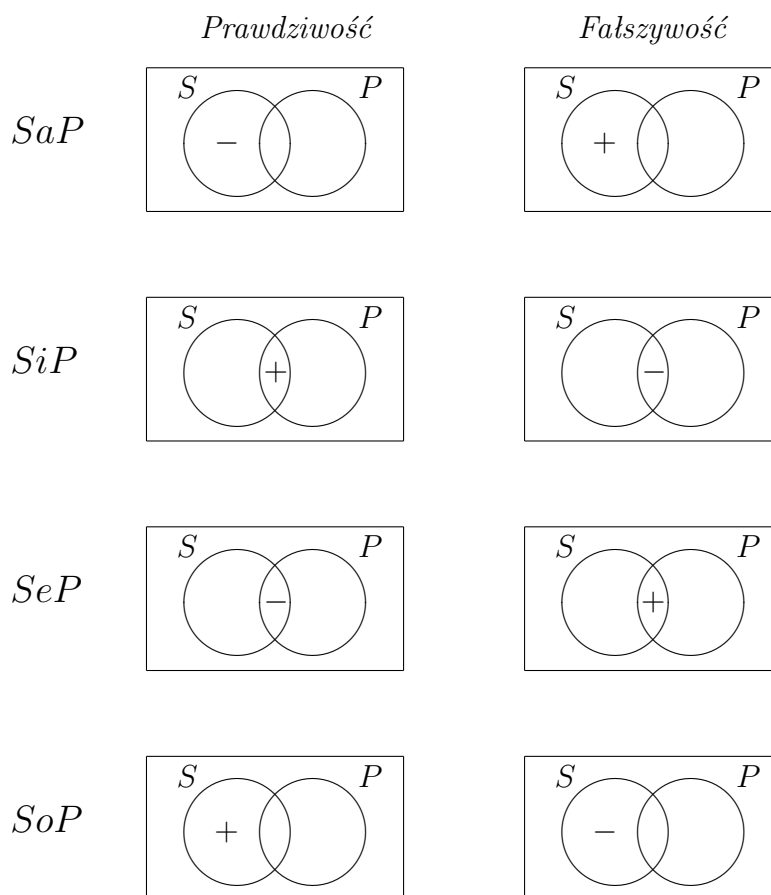 Prawdziwość Fałszywość
S P S P
SaP − +
S P S P
SiP + −
S P S P
SeP − +
S P S P
SoP + −